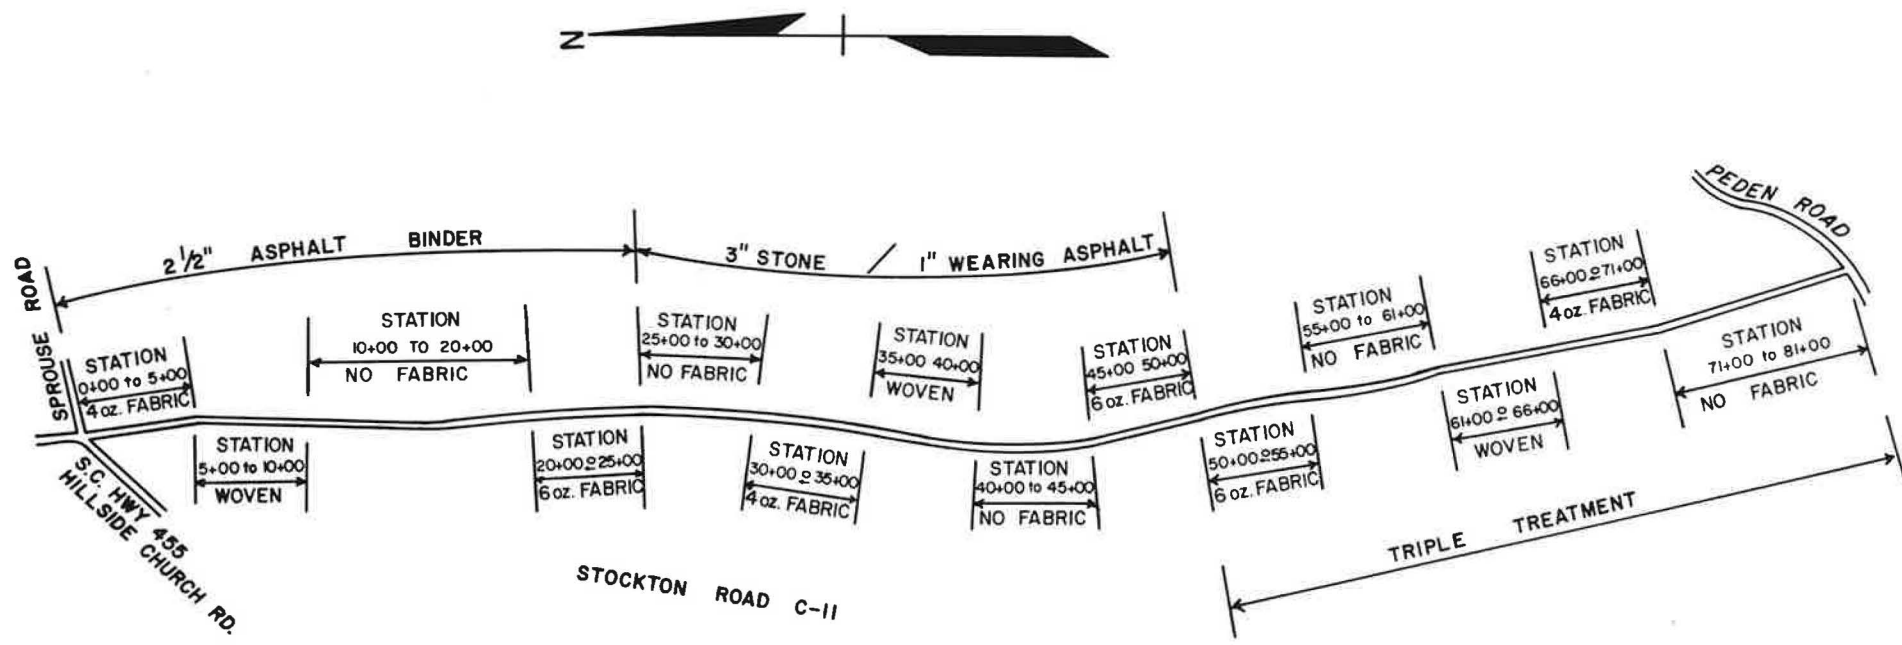 N
2 1/2" ASPHALT BINDER
3" STONE / 1" WEARING ASPHALT
SPROUSE ROAD
PEDEN ROAD
STATION
0+00 to 5+00
4 oz. FABRIC
STATION
10+00 TO 20+00
NO FABRIC
STATION
25+00 to 30+00
NO FABRIC
STATION
35+00 40+00
WOVEN
STATION
45+00 50+00
6 oz. FABRIC
STATION
55+00 to 61+00
NO FABRIC
STATION
66+00 to 71+00
4 oz. FABRIC
STATION
5+00 to 10+00
WOVEN
STATION
20+00 to 25+00
6 oz. FABRIC
STATION
30+00 to 35+00
4 oz. FABRIC
STATION
40+00 to 45+00
NO FABRIC
STATION
50+00 to 55+00
6 oz. FABRIC
STATION
61+00 to 66+00
WOVEN
STATION
71+00 to 81+00
NO FABRIC
S.C. HWY 455
HILLSIDE CHURCH RD.
STOCKTON ROAD C-11
TRIPLE TREATMENT